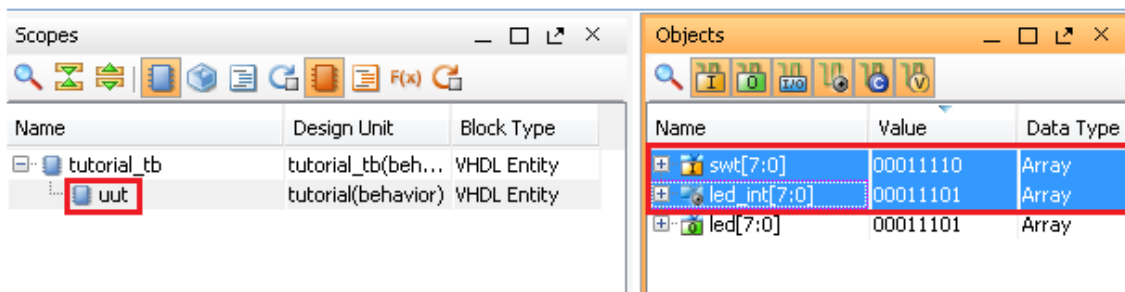 Scopes
F(x)
Name Design Unit Block Type
tutorial_tb tutorial_tb(beh... VHDL Entity
uut tutorial(behavior) VHDL Entity
Objects
I O I/O C V
Name Value Data Type
swt[7:0] 00011110 Array
led_int[7:0] 00011101 Array
led[7:0] 00011101 Array